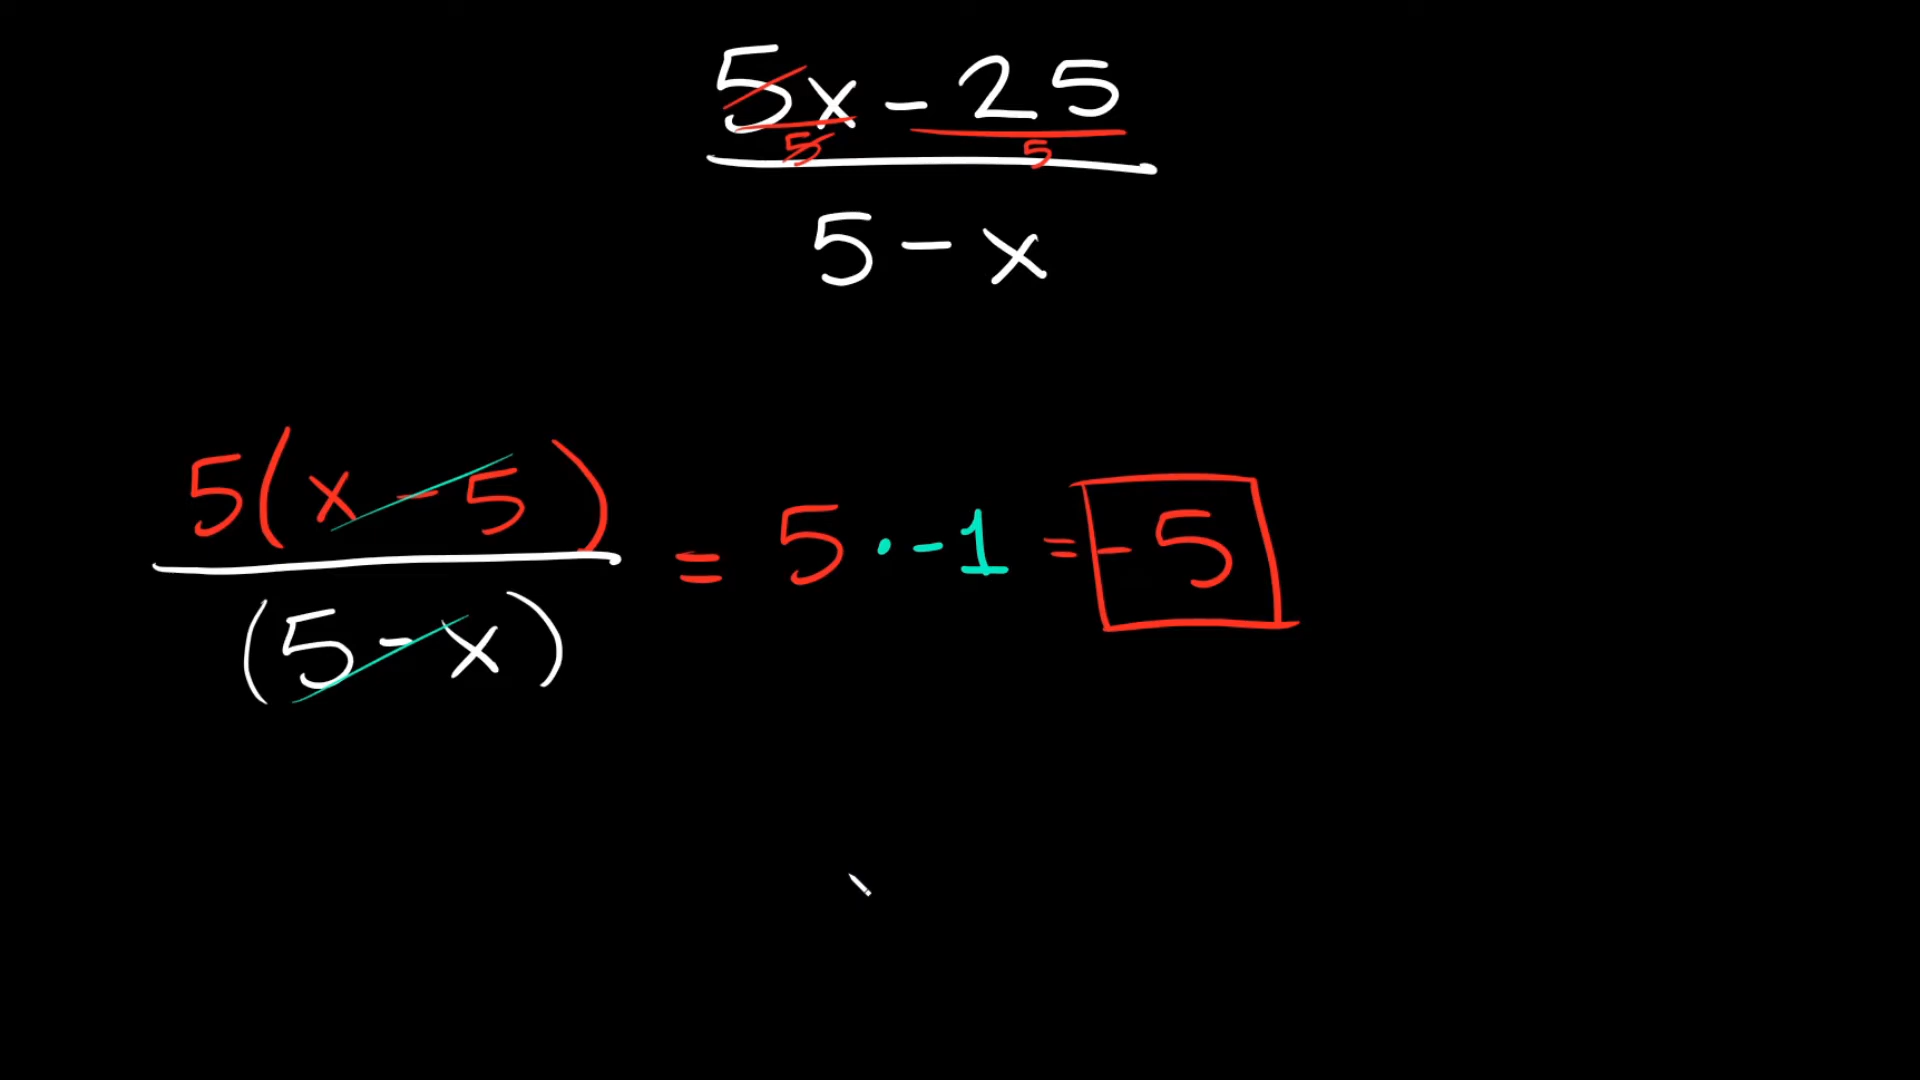 5x - 25
5 5
5 - x
5(x - 5)
= 5 · -1 = -5
(5 - x)